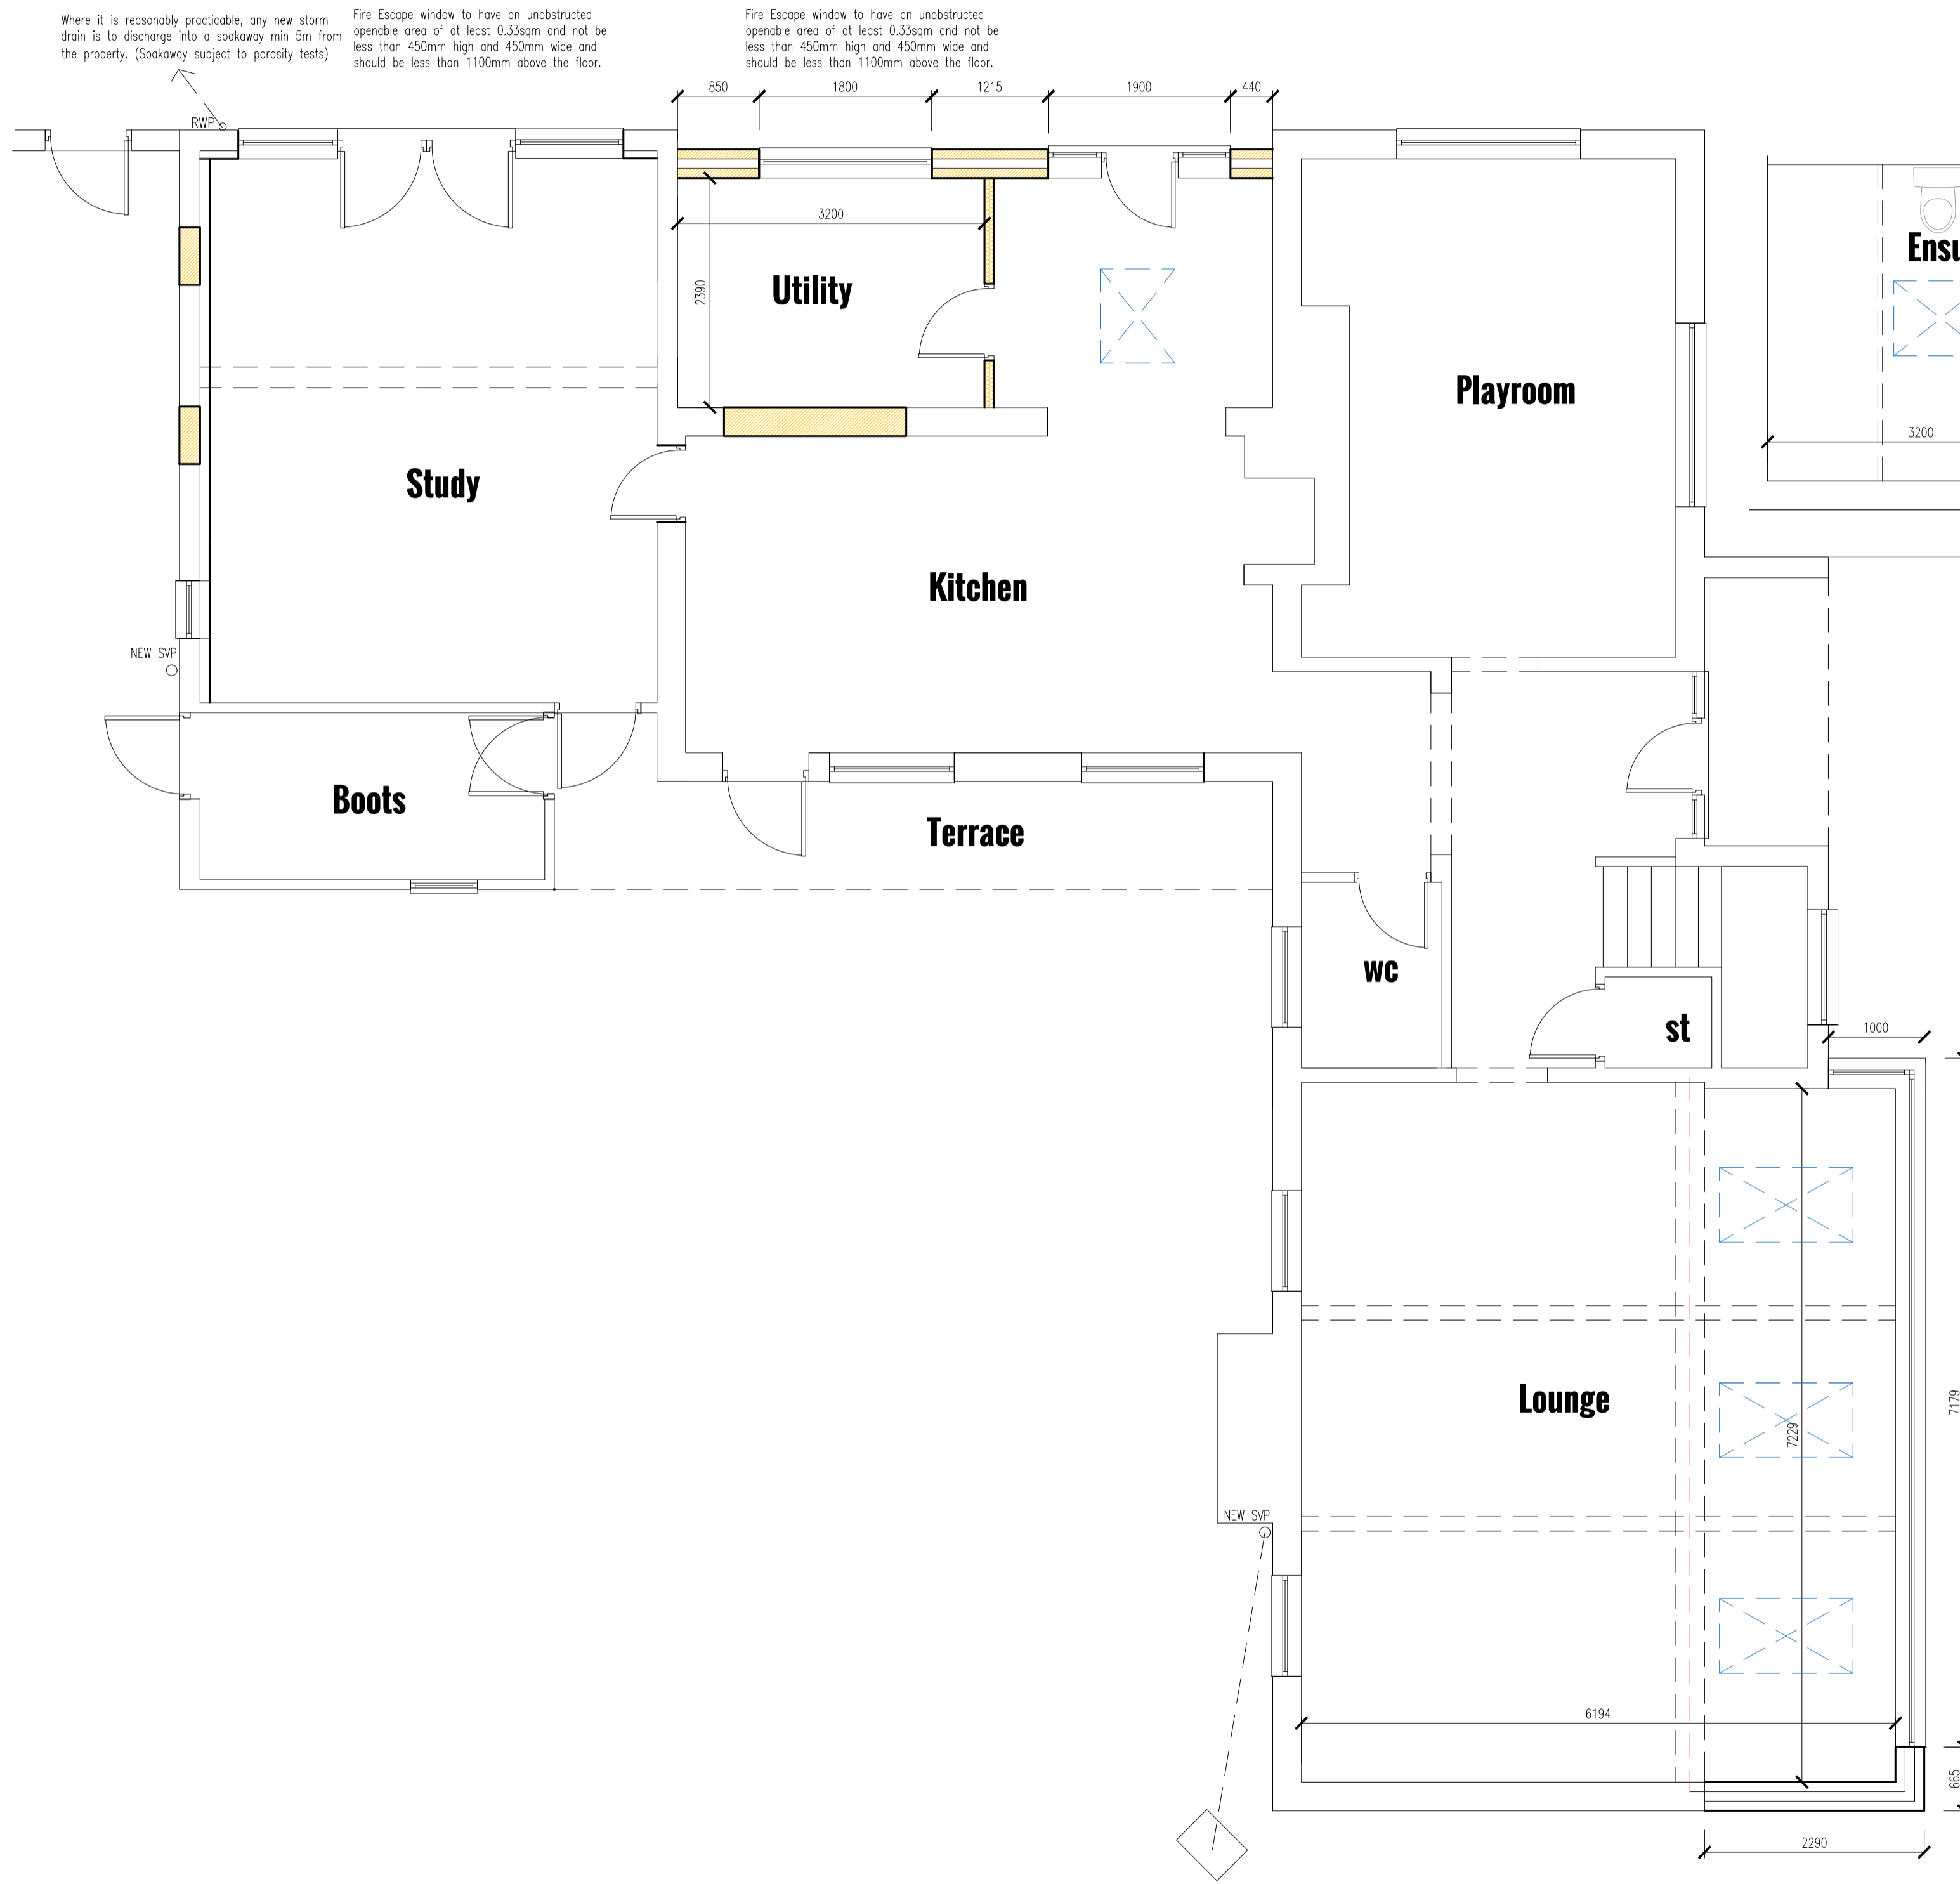 Where it is reasonably practicable, any new storm
drain is to discharge into a soakaway min 5m from
the property. (Soakaway subject to porosity tests)
Fire Escape window to have an unobstructed
openable area of at least 0.33sqm and not be
less than 450mm high and 450mm wide and
should be less than 1100mm above the floor.
Fire Escape window to have an unobstructed
openable area of at least 0.33sqm and not be
less than 450mm high and 450mm wide and
should be less than 1100mm above the floor.
850
1800
1215
1900
440
RWP
3200
2390
Utility
Ensu
Playroom
3200
Study
Kitchen
NEW SVP
Boots
Terrace
wc
st
1000
Lounge
7179
7229
NEW SVP
6194
665
2290